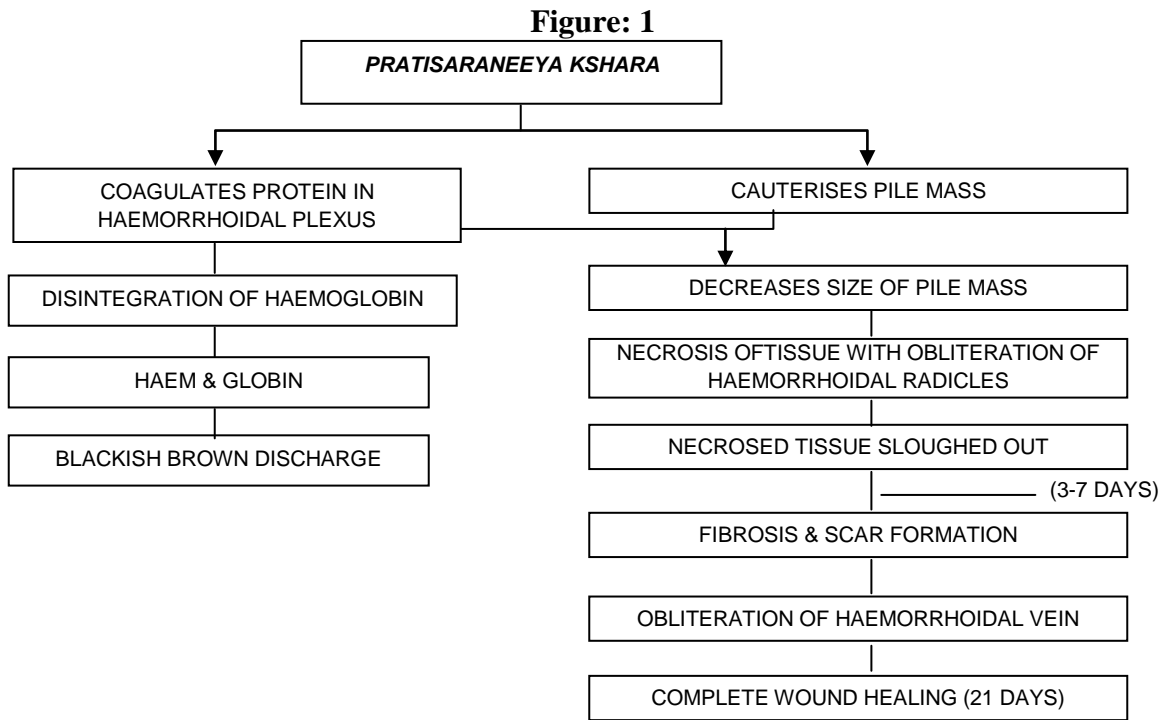 Figure: 1
PRATISARANEEYA KSHARA
COAGULATES PROTEIN IN
HAEMORRHOIDAL PLEXUS
CAUTERISES PILE MASS
DISINTEGRATION OF HAEMOGLOBIN
DECREASES SIZE OF PILE MASS
HAEM & GLOBIN
NECROSIS OFTISSUE WITH OBLITERATION OF
HAEMORRHOIDAL RADICLES
BLACKISH BROWN DISCHARGE
NECROSED TISSUE SLOUGHED OUT
(3-7 DAYS)
FIBROSIS & SCAR FORMATION
OBLITERATION OF HAEMORRHOIDAL VEIN
COMPLETE WOUND HEALING (21 DAYS)